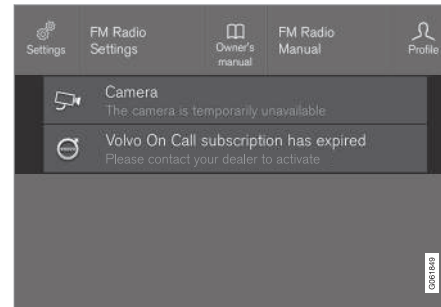 Settings
FM Radio
Settings
Owner's
manual
FM Radio
Manual
Profile
Camera
The camera is temporarily unavailable
Volvo On Call subscription has expired
Please contact your dealer to activate
G061849